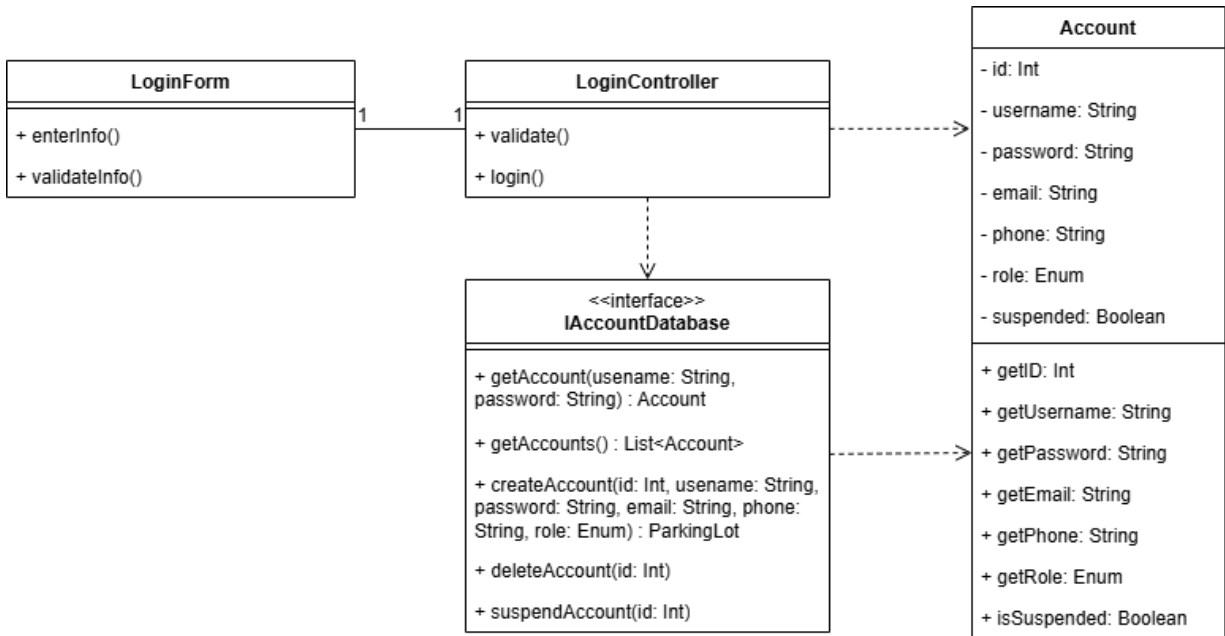 LoginForm
+ enterInfo()
+ validateInfo()
1
1
LoginController
+ validate()
+ login()
<<interface>>
IAccountDatabase
+ getAccount(usename: String,
password: String) : Account
+ getAccounts() : List<Account>
+ createAccount(id: Int, usename: String,
password: String, email: String, phone:
String, role: Enum) : ParkingLot
+ deleteAccount(id: Int)
+ suspendAccount(id: Int)
Account
- id: Int
- username: String
- password: String
- email: String
- phone: String
- role: Enum
- suspended: Boolean
+ getID: Int
+ getUsername: String
+ getPassword: String
+ getEmail: String
+ getPhone: String
+ getRole: Enum
+ isSuspended: Boolean